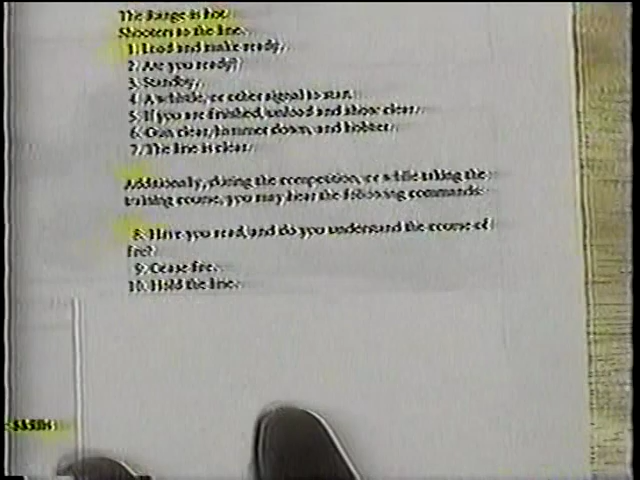 The Range is hot.
Shooters to the line.
1. Load and make ready.
2. Are you ready?
3. Standby.
4. A whistle, or other signal to start.
5. If you are finished, unload and show clear.
6. Gun clear, hammer down, and holster.
7. The line is clear.
Additionally, during the competition, or while taking the
training course, you may hear the following commands:
8. Have you read, and do you understand the course of
fire?
9. Cease fire.
10. Hold the line.